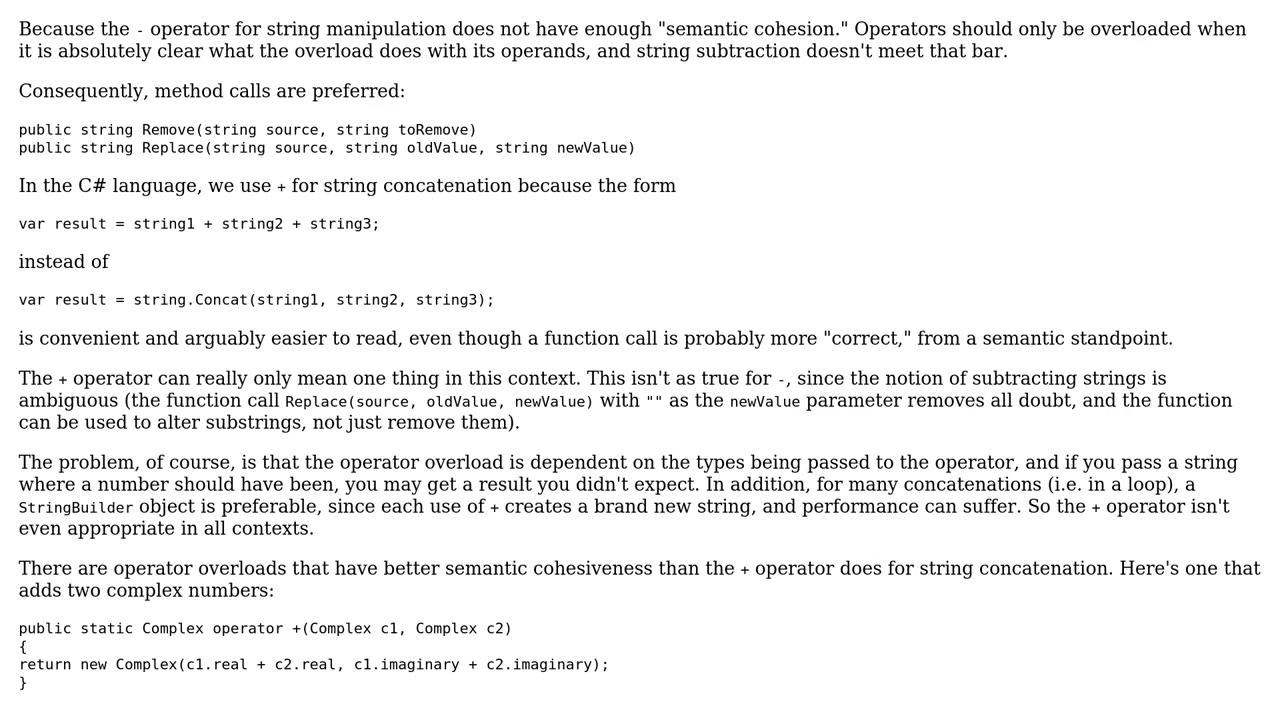 Because the - operator for string manipulation does not have enough "semantic cohesion." Operators should only be overloaded when
it is absolutely clear what the overload does with its operands, and string subtraction doesn't meet that bar.
Consequently, method calls are preferred:
public string Remove(string source, string toRemove)
public string Replace(string source, string oldValue, string newValue)
In the C# language, we use + for string concatenation because the form
var result = string1 + string2 + string3;
instead of
var result = string.Concat(string1, string2, string3);
is convenient and arguably easier to read, even though a function call is probably more "correct," from a semantic standpoint.
The + operator can really only mean one thing in this context. This isn't as true for -, since the notion of subtracting strings is
ambiguous (the function call Replace(source, oldValue, newValue) with "" as the newValue parameter removes all doubt, and the function
can be used to alter substrings, not just remove them).
The problem, of course, is that the operator overload is dependent on the types being passed to the operator, and if you pass a string
where a number should have been, you may get a result you didn't expect. In addition, for many concatenations (i.e. in a loop), a
StringBuilder object is preferable, since each use of + creates a brand new string, and performance can suffer. So the + operator isn't
even appropriate in all contexts.
There are operator overloads that have better semantic cohesiveness than the + operator does for string concatenation. Here's one that
adds two complex numbers:
public static Complex operator +(Complex c1, Complex c2)
{
return new Complex(c1.real + c2.real, c1.imaginary + c2.imaginary);
}